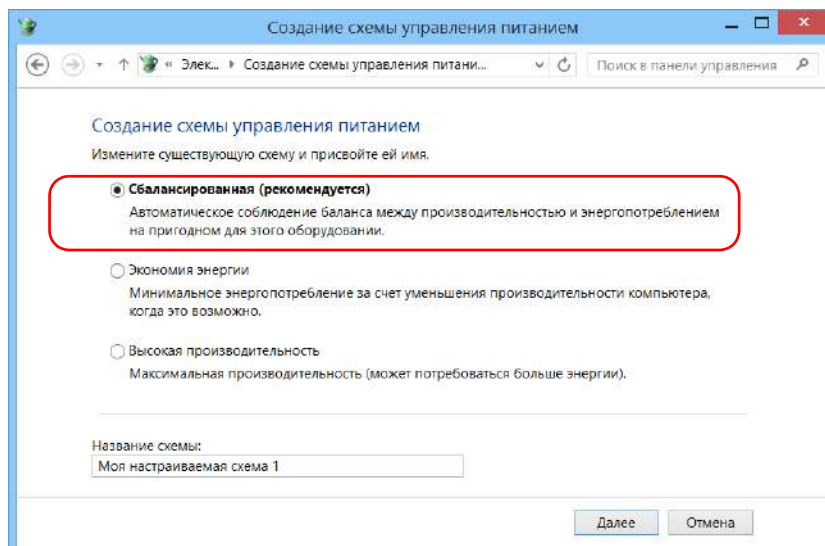 Создание схемы управления питанием
« Элек... Создание схемы управления питани... Поиск в панели управления
Создание схемы управления питанием
Измените существующую схему и присвойте ей имя.
Сбалансированная (рекомендуется)
Автоматическое соблюдение баланса между производительностью и энергопотреблением
на пригодном для этого оборудовании.
Экономия энергии
Минимальное энергопотребление за счет уменьшения производительности компьютера,
когда это возможно.
Высокая производительность
Максимальная производительность (может потребоваться больше энергии).
Название схемы:
Моя настраиваемая схема 1
Далее Отмена